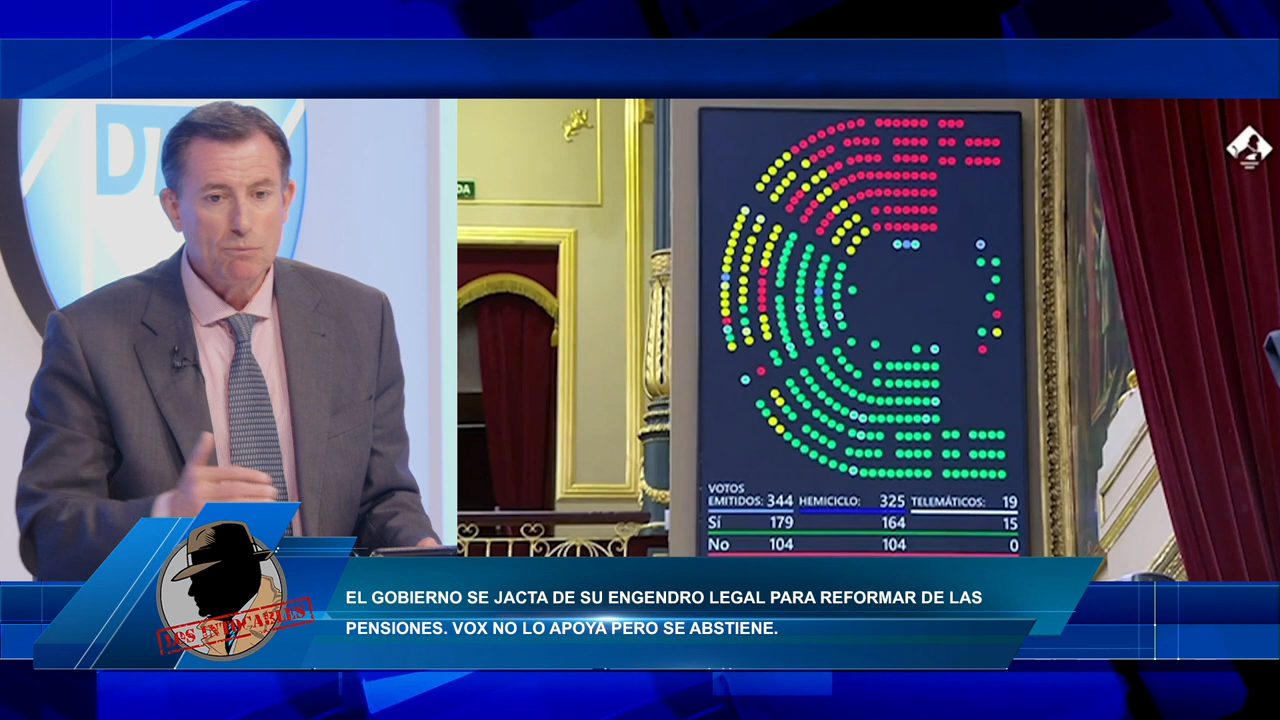 DA
VOTOS
EMITIDOS: 344 HEMICICLO: 325 TELEMÁTICOS: 19
Sí 179 164 15
No 104 104 0
LOS INTOCABLES
EL GOBIERNO SE JACTA DE SU ENGENDRO LEGAL PARA REFORMAR DE LAS
PENSIONES. VOX NO LO APOYA PERO SE ABSTIENE.